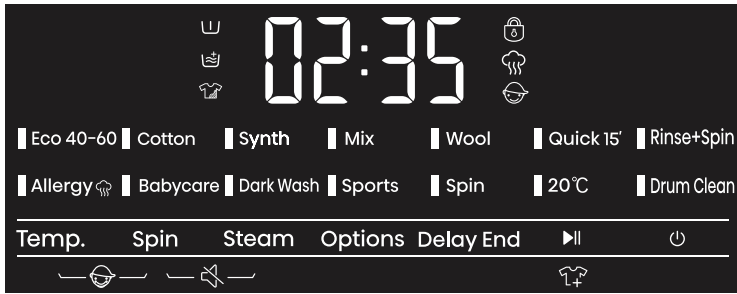 02:35
Eco 40-60 Cotton Synth Mix Wool Quick 15' Rinse+Spin
Allergy Babycare Dark Wash Sports Spin 20℃ Drum Clean
Temp. Spin Steam Options Delay End